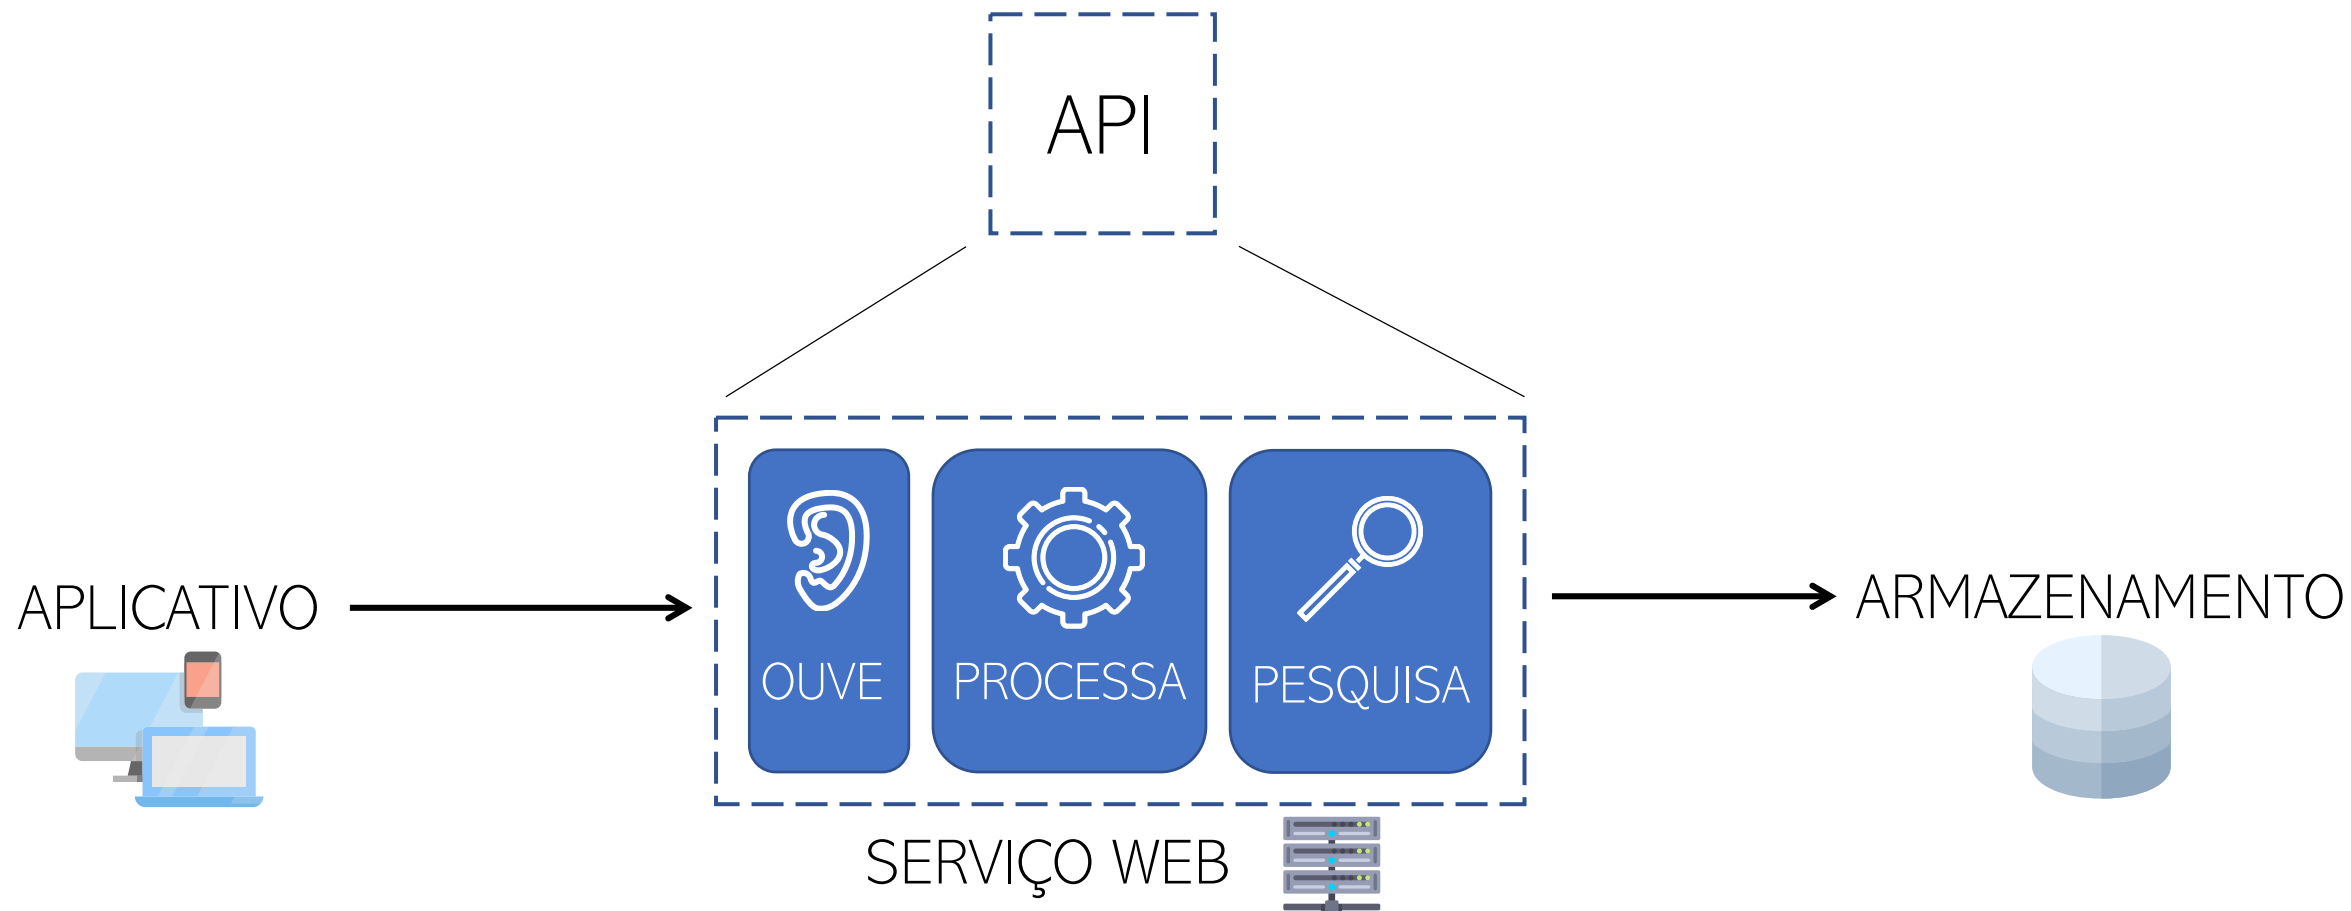 API
OUVE
PROCESSA
PESQUISA
APLICATIVO
ARMAZENAMENTO
SERVIÇO WEB